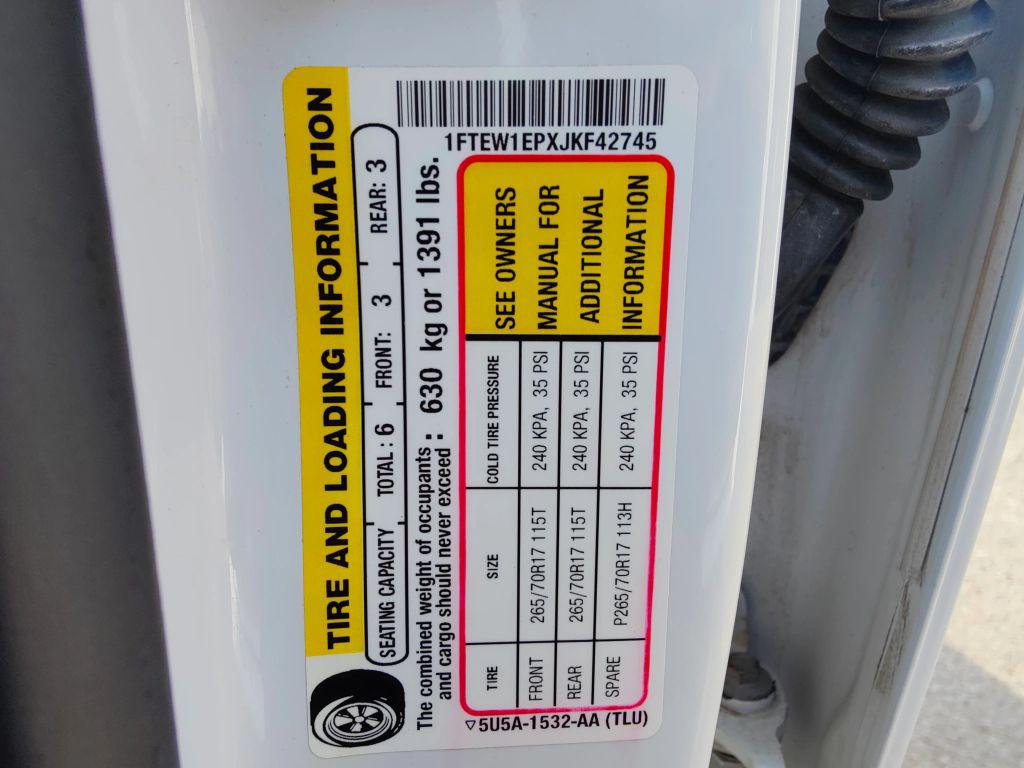 TIRE AND LOADING INFORMATION
SEATING CAPACITY TOTAL : 6 FRONT: 3 REAR: 3
The combined weight of occupants
and cargo should never exceed : 630 kg or 1391 lbs.
TIRE SIZE COLD TIRE PRESSURE
FRONT 265/70R17 115T 240 KPA, 35 PSI
REAR 265/70R17 115T 240 KPA, 35 PSI
SPARE P265/70R17 113H 240 KPA, 35 PSI
SEE OWNERS
MANUAL FOR
ADDITIONAL
INFORMATION
5U5A-1532-AA (TLU)
1FTEW1EPXJKF42745